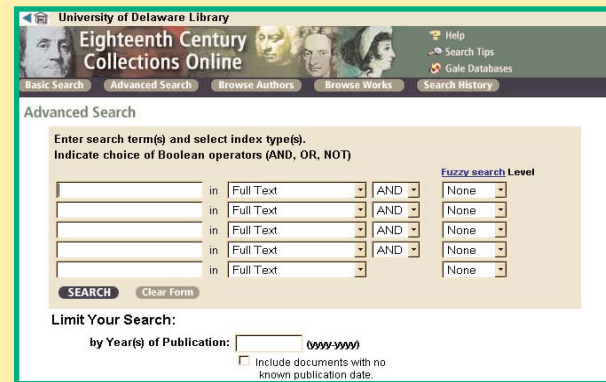 University of Delaware Library
Eighteenth Century
Collections Online
Help
Search Tips
Gale Databases
Basic Search Advanced Search Browse Authors Browse Works Search History
Advanced Search
Enter search term(s) and select index type(s).
Indicate choice of Boolean operators (AND, OR, NOT)
Fuzzy search Level
in Full Text AND None
in Full Text AND None
in Full Text AND None
in Full Text AND None
in Full Text None
SEARCH Clear Form
Limit Your Search:
by Year(s) of Publication: (yyyy-yyyy)
Include documents with no
known publication date.